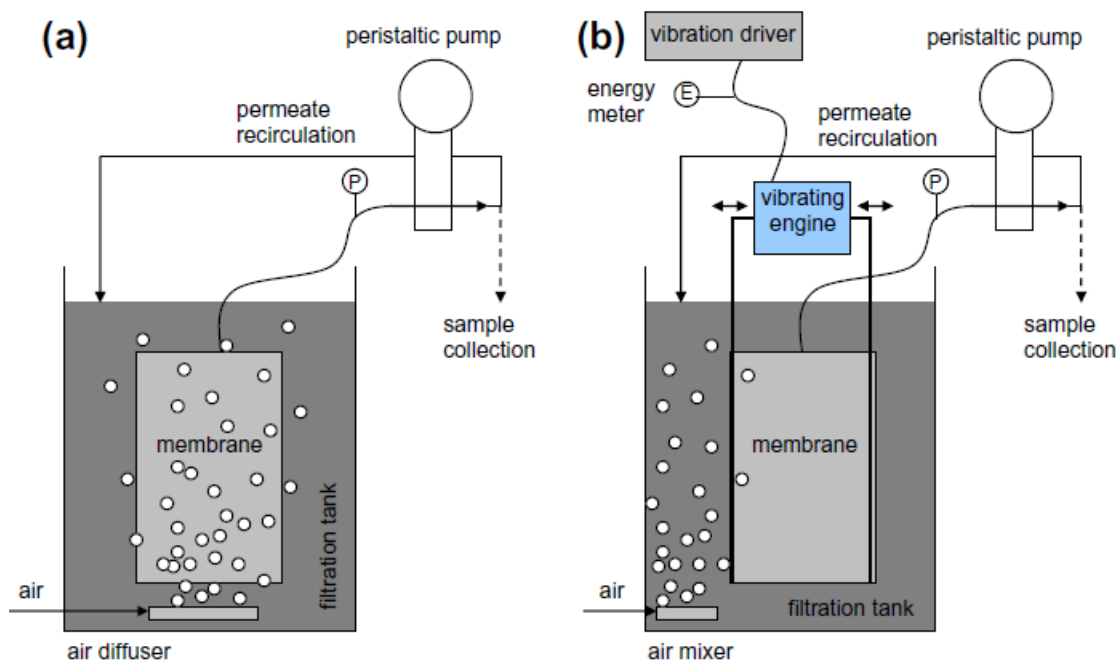 (a)
peristaltic pump
permeate
recirculation
P
sample
collection
membrane
filtration tank
air
air diffuser
(b)
vibration driver
peristaltic pump
energy
meter
E
permeate
recirculation
P
vibrating
engine
sample
collection
membrane
air
filtration tank
air mixer